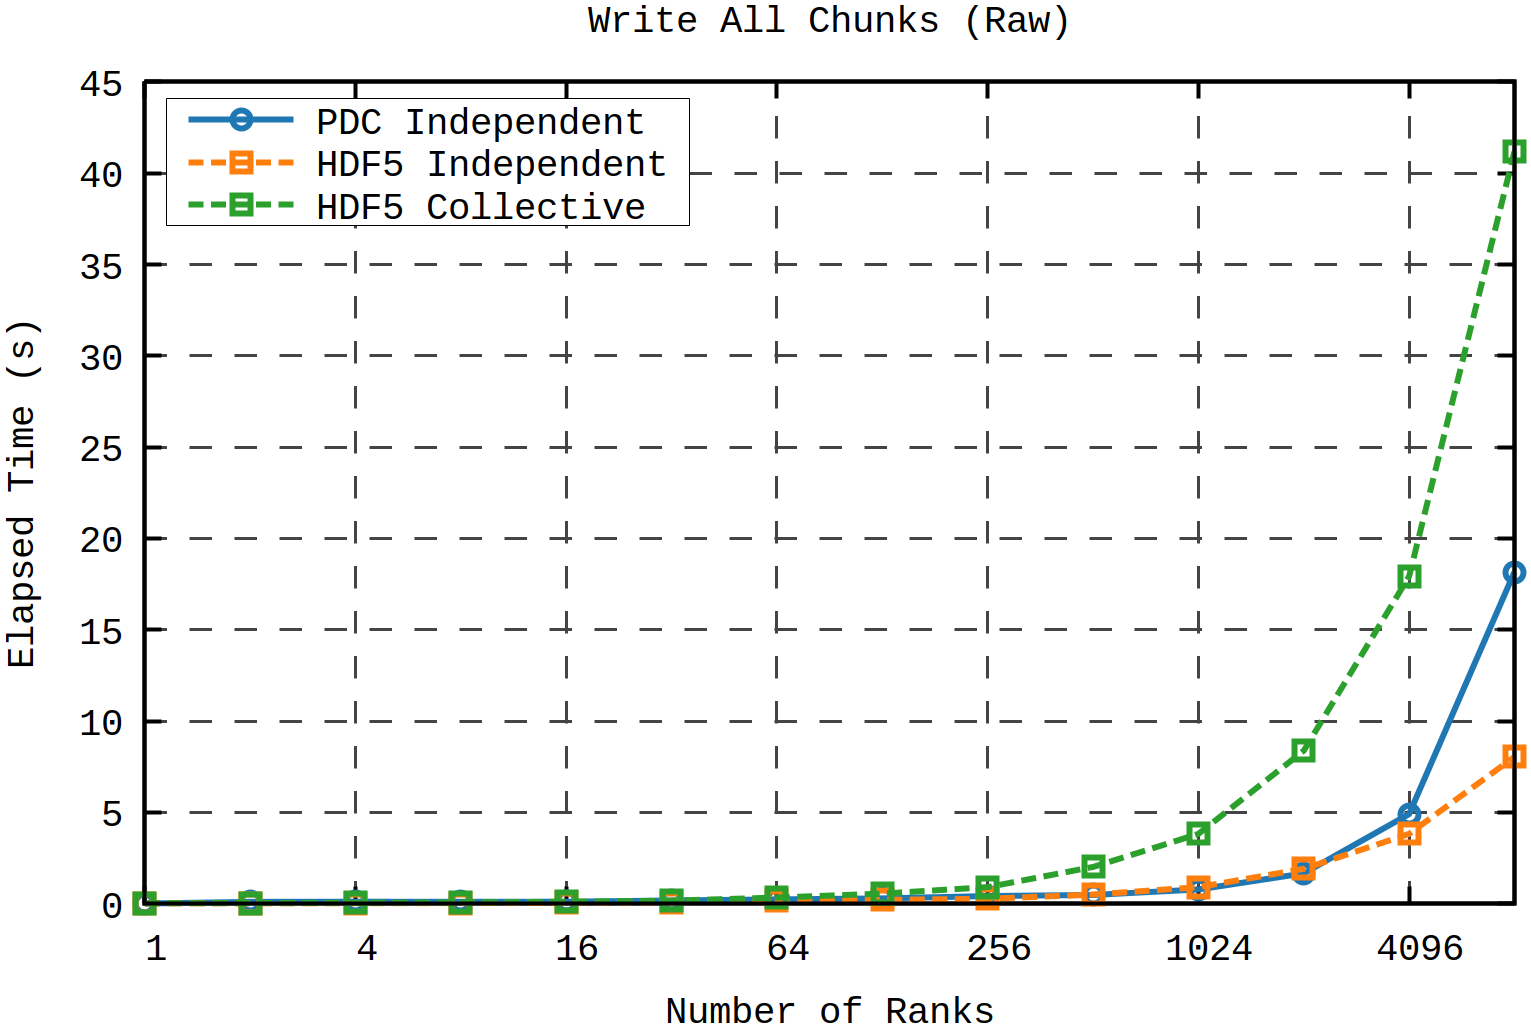 Write All Chunks (Raw)
PDC Independent
HDF5 Independent
HDF5 Collective
Elapsed Time (s)
45
40
35
30
25
20
15
10
5
0
1 4 16 64 256 1024 4096
Number of Ranks